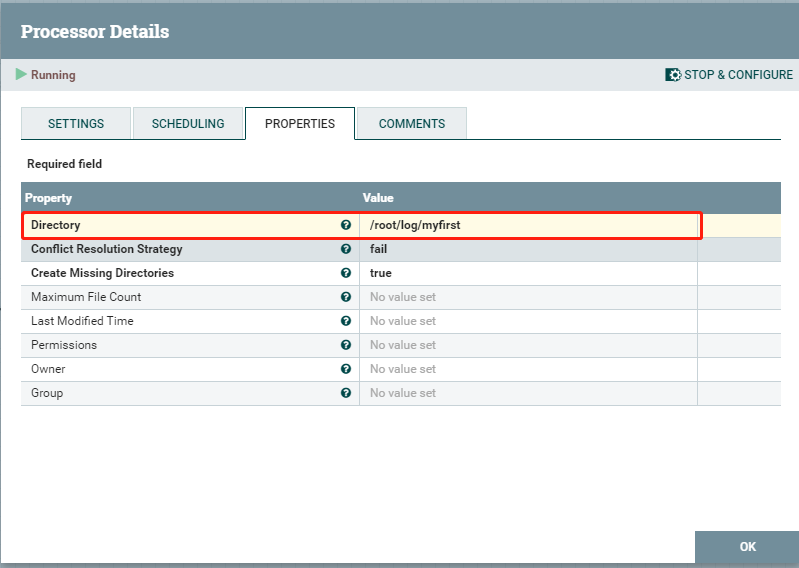 Processor Details
Running
STOP & CONFIGURE
SETTINGS
SCHEDULING
PROPERTIES
COMMENTS
Required field
Property Value
Directory /root/log/myfirst
Conflict Resolution Strategy fail
Create Missing Directories true
Maximum File Count No value set
Last Modified Time No value set
Permissions No value set
Owner No value set
Group No value set
OK